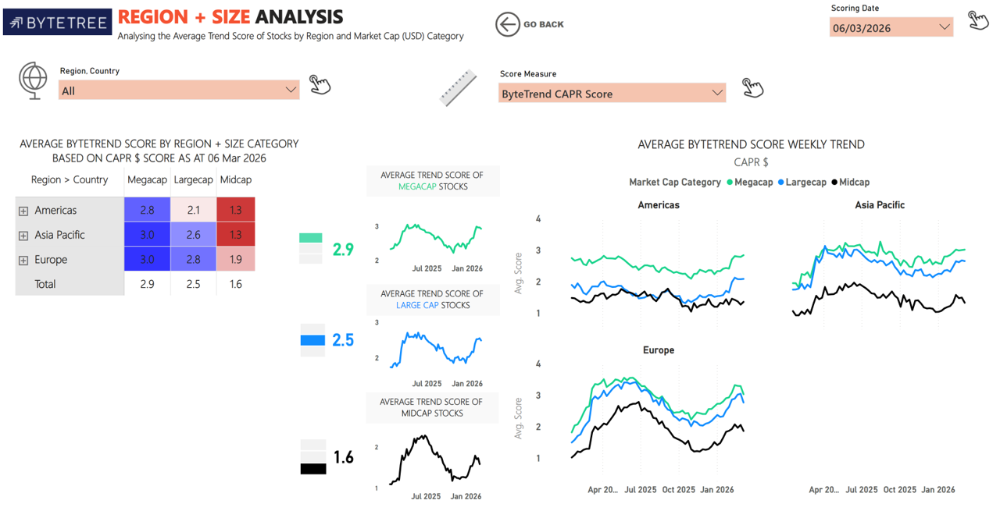 BYTETREE
REGION + SIZE ANALYSIS
Analysing the Average Trend Score of Stocks by Region and Market Cap (USD) Category
GO BACK
Scoring Date
06/03/2026
Region, Country
All
Score Measure
ByteTrend CAPR Score
AVERAGE BYTETREND SCORE BY REGION + SIZE CATEGORY
BASED ON CAPR $ SCORE AS AT 06 Mar 2026
Region > Country Megacap Largecap Midcap
Americas 2.8 2.1 1.3
Asia Pacific 3.0 2.6 1.3
Europe 3.0 2.8 1.9
Total 2.9 2.5 1.6
2.9
AVERAGE TREND SCORE OF
MEGACAP STOCKS
3
2
Jul 2025 Jan 2026
2.5
AVERAGE TREND SCORE OF
LARGE CAP STOCKS
3
2
Jul 2025 Jan 2026
1.6
AVERAGE TREND SCORE OF
MIDCAP STOCKS
2
1
Jul 2025 Jan 2026
AVERAGE BYTETREND SCORE WEEKLY TREND
CAPR $
Market Cap Category Megacap Largecap Midcap
Americas
Asia Pacific
Avg. Score
4
3
2
1
Europe
Avg. Score
4
3
2
1
Apr 20... Jul 2025 Oct 2025 Jan 2026
Apr 20... Jul 2025 Oct 2025 Jan 2026